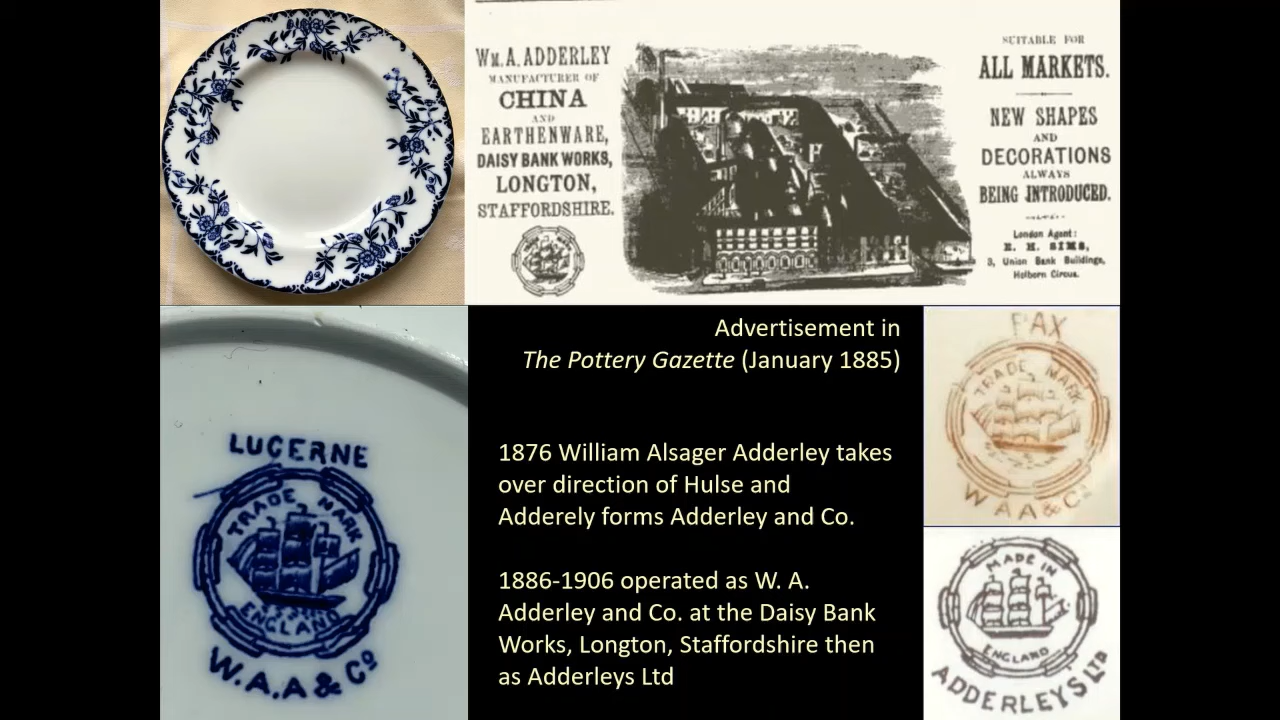 Wm. A. ADDERLEY
MANUFACTURER OF
CHINA
AND
EARTHENWARE,
DAISY BANK WORKS,
LONGTON,
STAFFORDSHIRE.
SUITABLE FOR
ALL MARKETS.
NEW SHAPES
AND
DECORATIONS
ALWAYS
BEING INTRODUCED.
London Agent:
E. H. SIMS,
3, Union Bank Buildings,
Holborn Circus.
LUCERNE
TRADE MARK
ENGLAND
W.A.A & Co
Advertisement in
The Pottery Gazette (January 1885)
1876 William Alsager Adderley takes
over direction of Hulse and
Adderely forms Adderley and Co.
1886-1906 operated as W. A.
Adderley and Co. at the Daisy Bank
Works, Longton, Staffordshire then
as Adderleys Ltd
PAX
TRADE MARK
W AA & Co
MADE IN
ENGLAND
ADDERLEYS LTD